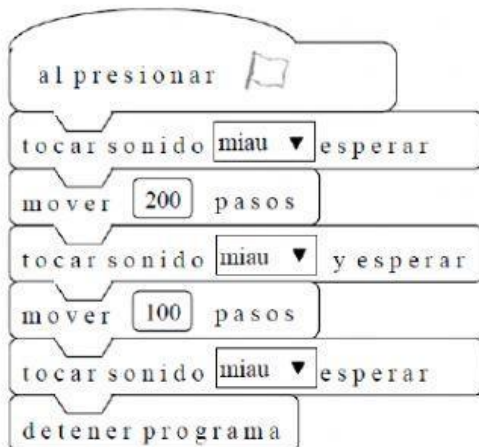 al presionar
tocar sonido miau ▼ esperar
mover 200 pasos
tocar sonido miau ▼ y esperar
mover 100 pasos
tocar sonido miau ▼ esperar
detener programa